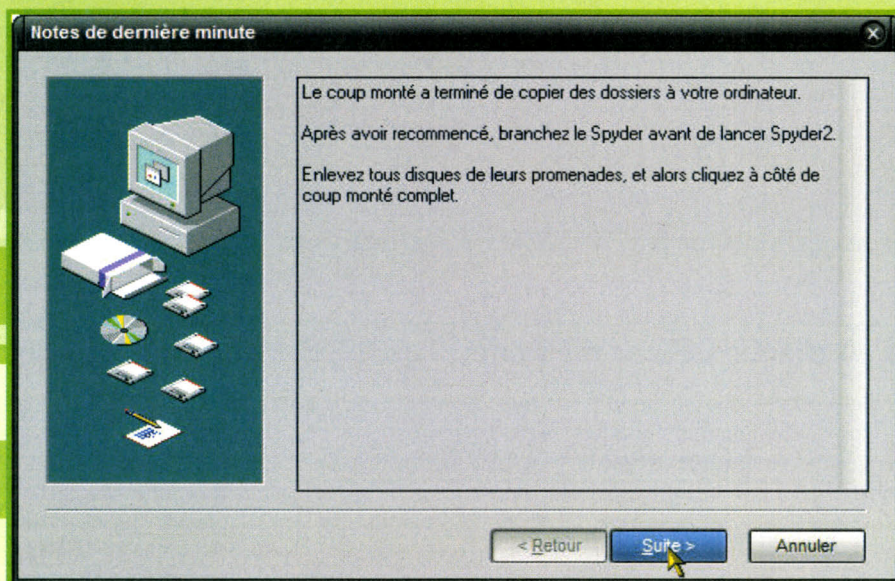 Notes de dernière minute
Le coup monté a terminé de copier des dossiers à votre ordinateur.
Après avoir recommencé, branchez le Spyder avant de lancer Spyder2.
Enlevez tous disques de leurs promenades, et alors cliquez à côté de
coup monté complet.
< Retour
Suite >
Annuler